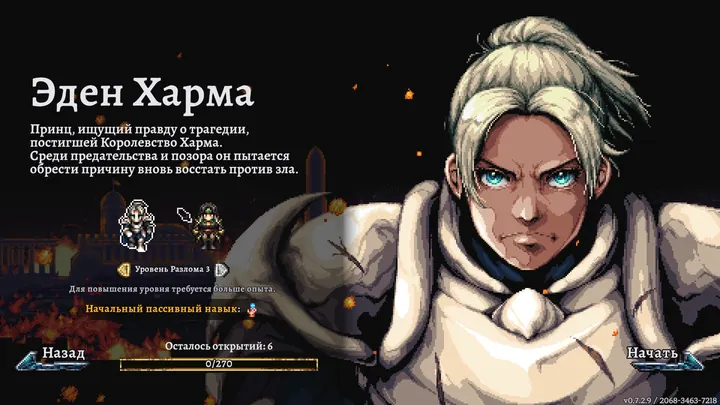 Эден Харма
Принц, ищущий правду о трагедии,
постигшей Королевство Харма.
Среди предательства и позора он пытается
обрести причину вновь восстать против зла.
Уровень Разлома 3
Для повышения уровня требуется больше опыта.
Начальный пассивный навык:
Назад
Осталось открытий: 6
0/270
Начать
v0.7.2.9 / 2068-3463-7218